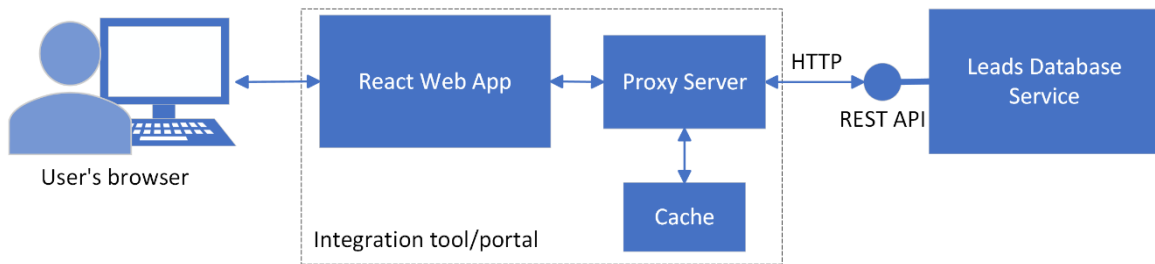 User's browser
React Web App
Proxy Server
Cache
Integration tool/portal
HTTP
REST API
Leads Database
Service